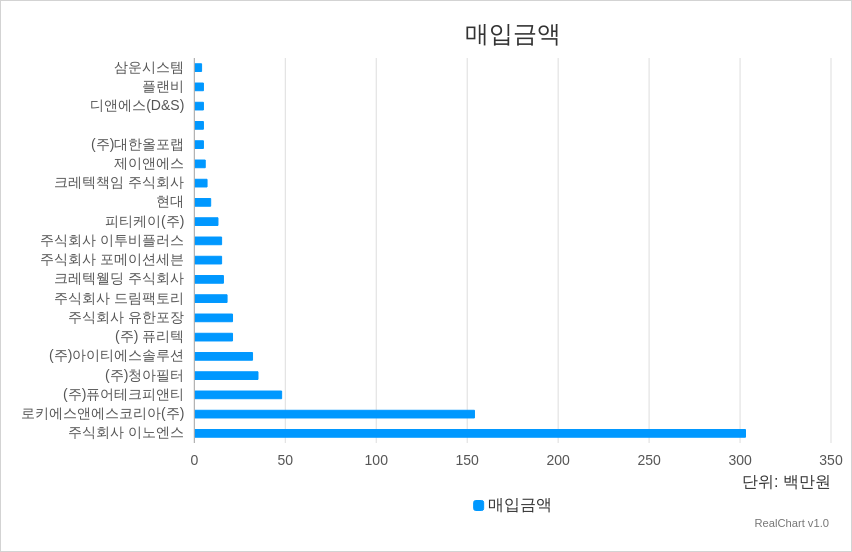 매입금액
삼운시스템
플랜비
디앤에스(D&S)
(주)대한올포랩
제이앤에스
크레텍책임 주식회사
현대
피티케이(주)
주식회사 이투비플러스
주식회사 포메이션세븐
크레텍웰딩 주식회사
주식회사 드림팩토리
주식회사 유한포장
(주) 퓨리텍
(주)아이티에스솔루션
(주)청아필터
(주)퓨어테크피앤티
로키에스앤에스코리아(주)
주식회사 이노엔스
0 50 100 150 200 250 300 350
단위: 백만원
매입금액
RealChart v1.0